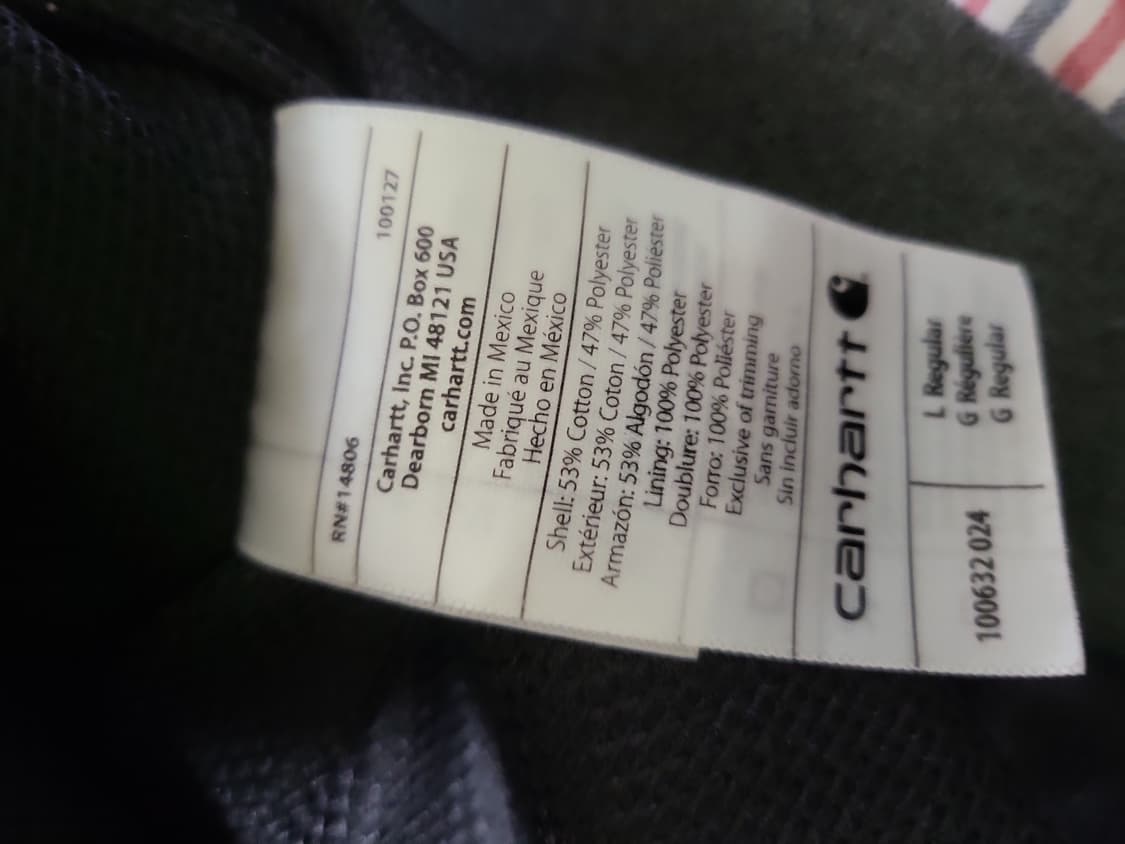 RN#14806 100127
Carhartt, Inc. P.O. Box 600
Dearborn MI 48121 USA
carhartt.com
Made in Mexico
Fabriqué au Mexique
Hecho en México
Shell: 53% Cotton / 47% Polyester
Extérieur: 53% Coton / 47% Polyester
Armazón: 53% Algodón / 47% Poliester
Lining: 100% Polyester
Doublure: 100% Polyester
Forro: 100% Poliéster
Exclusive of trimming
Sans garniture
Sin incluir adorno
carhartt
100632 024
L Regular
G Régulière
G Regular